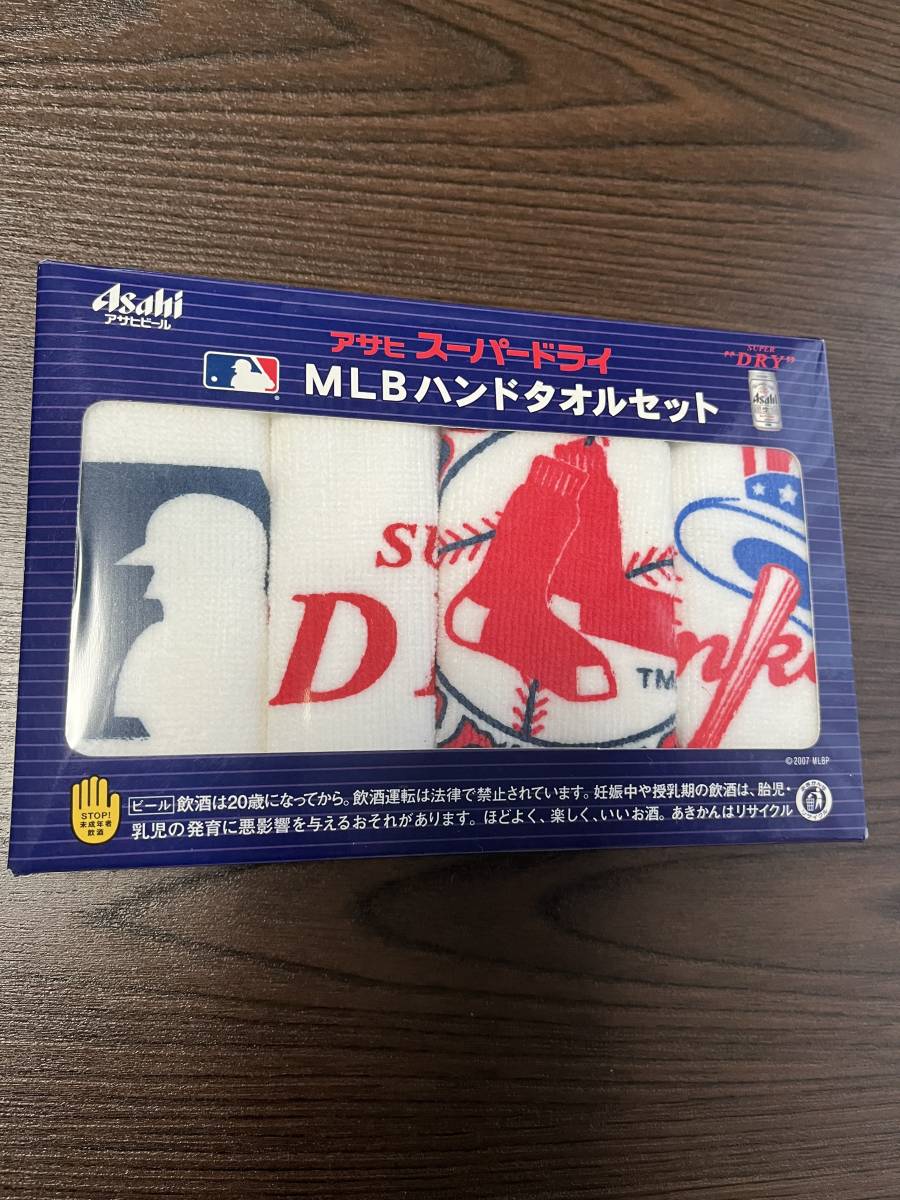 Asahi
アサヒビール
アサヒ スーパードライ
MLBハンドタオルセット
SUPER
"DRY"
Asahi
SU
D
TM
nk
©2007 MLBP
STOP!
未成年者
飲酒
ビール 飲酒は20歳になってから。飲酒運転は法律で禁止されています。妊娠中や授乳期の飲酒は、胎児・
乳児の発育に悪影響を与えるおそれがあります。ほどよく、楽しく、いいお酒。あきかんはリサイクル